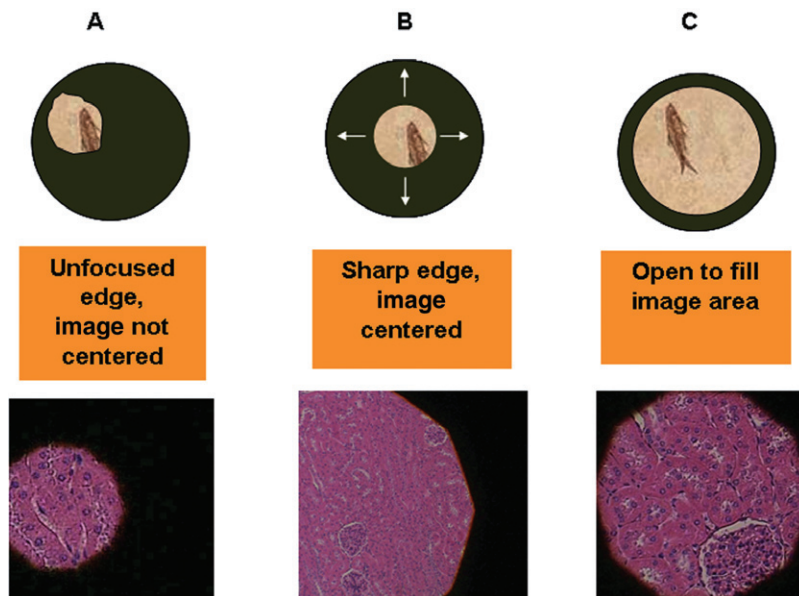 A
B
C
Unfocused
edge,
image not
centered
Sharp edge,
image
centered
Open to fill
image area